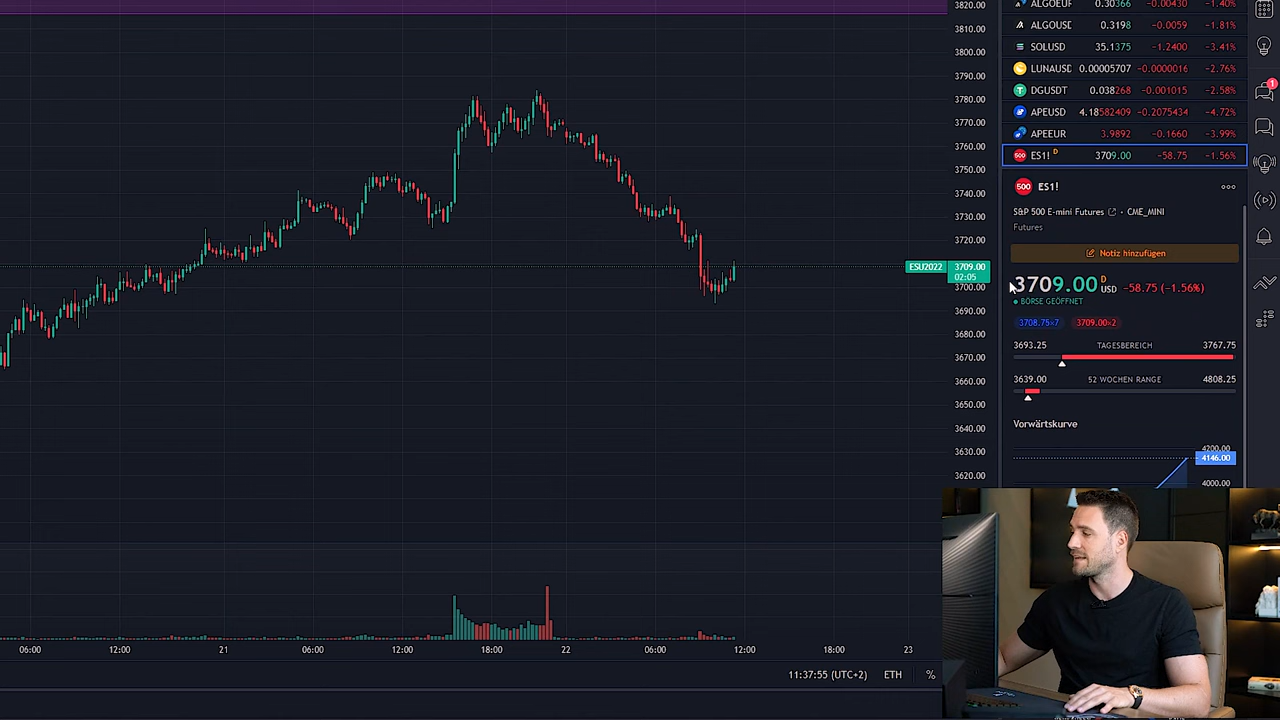 3820.00
3810.00
3800.00
3790.00
3780.00
3770.00
3760.00
3750.00
3740.00
3730.00
3720.00
ESU2022 3709.00
02:05
3700.00
3690.00
3680.00
3670.00
3660.00
3650.00
3640.00
3630.00
3620.00
06:00 12:00 21 06:00 12:00 18:00 22 06:00 12:00 18:00 23
11:37:55 (UTC+2) ETH %
ALGOEUR 0.30366 -0.00430 -1.40%
ALGOUSD 0.3198 -0.0059 -1.81%
SOLUSD 35.1375 -1.2400 -3.41%
LUNAUSD 0.00005707 -0.0000016 -2.76%
DGUSDT 0.038268 -0.001015 -2.58%
APEUSD 4.18582409 -0.2075434 -4.72%
APEEUR 3.9892 -0.1660 -3.99%
500 ES1! D 3709.00 -58.75 -1.56%
1
500 ES1!
S&P 500 E-mini Futures · CME_MINI
Futures
Notiz hinzufügen
3709.00 D USD -58.75 (-1.56%)
BÖRSE GEÖFFNET
3708.75×7 3709.00×2
3693.25 TAGESBEREICH 3767.75
3639.00 52 WOCHEN RANGE 4808.25
Vorwärtskurve
4200.00
4146.00
4000.00